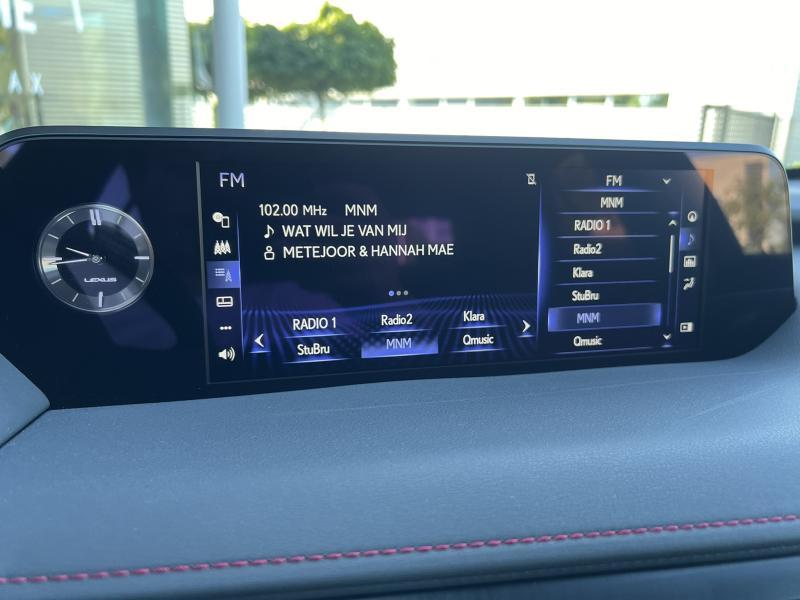 FM
102.00 MHz MNM
WAT WIL JE VAN MIJ
METEJOOR & HANNAH MAE
RADIO 1
Radio2
Klara
StuBru
MNM
Qmusic
FM
MNM
RADIO 1
Radio2
Klara
StuBru
MNM
Qmusic
LEXUS